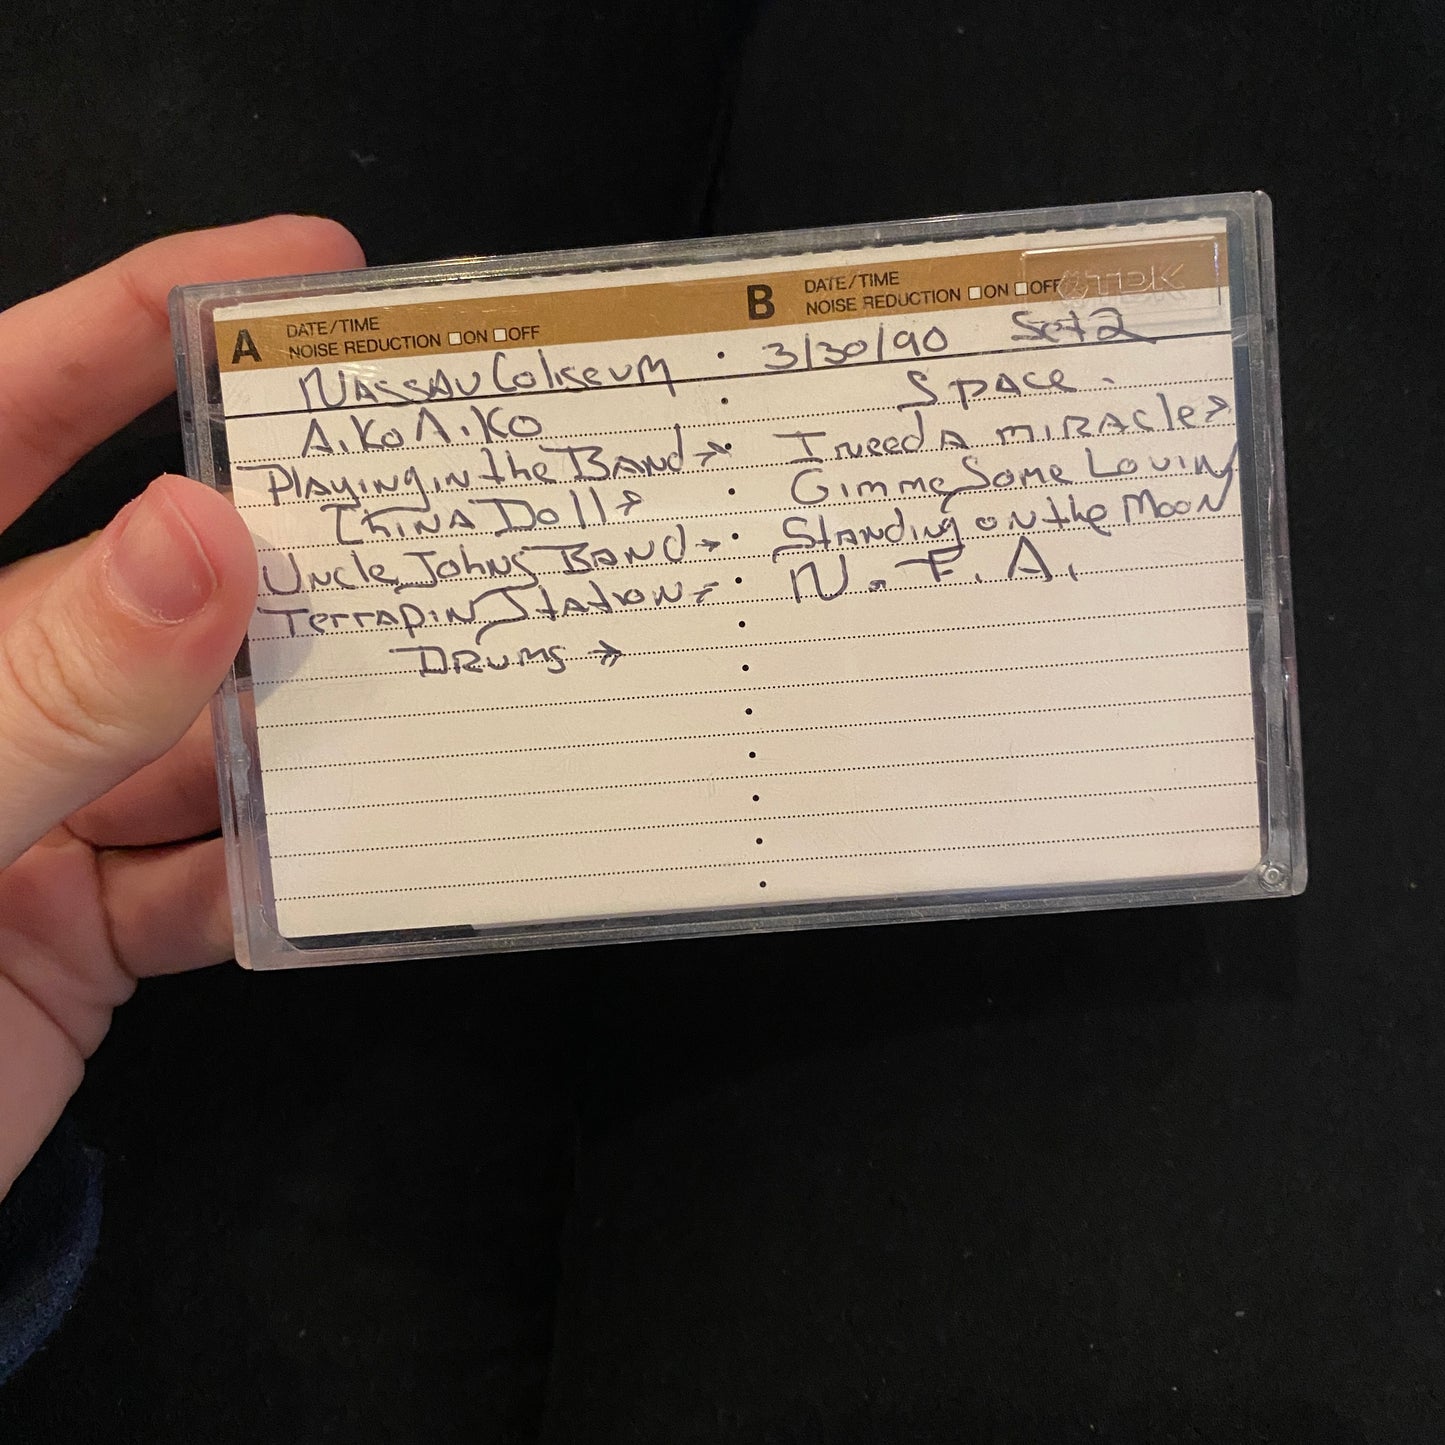 A DATE/TIME
NOISE REDUCTION □ON □OFF
B DATE/TIME
NOISE REDUCTION □ON □OFF
TDK
NASSAU Coliseum 3/30/90 Set 2
A.Ko A.Ko
Playing in the BAND →
ChiNA Doll →
Uncle Johns BAND →
Terrapin Station →
DRums →
SPACE
I need A MIRACle →
Gimme Some Lovin
Standing on the Moon
N.F.A.